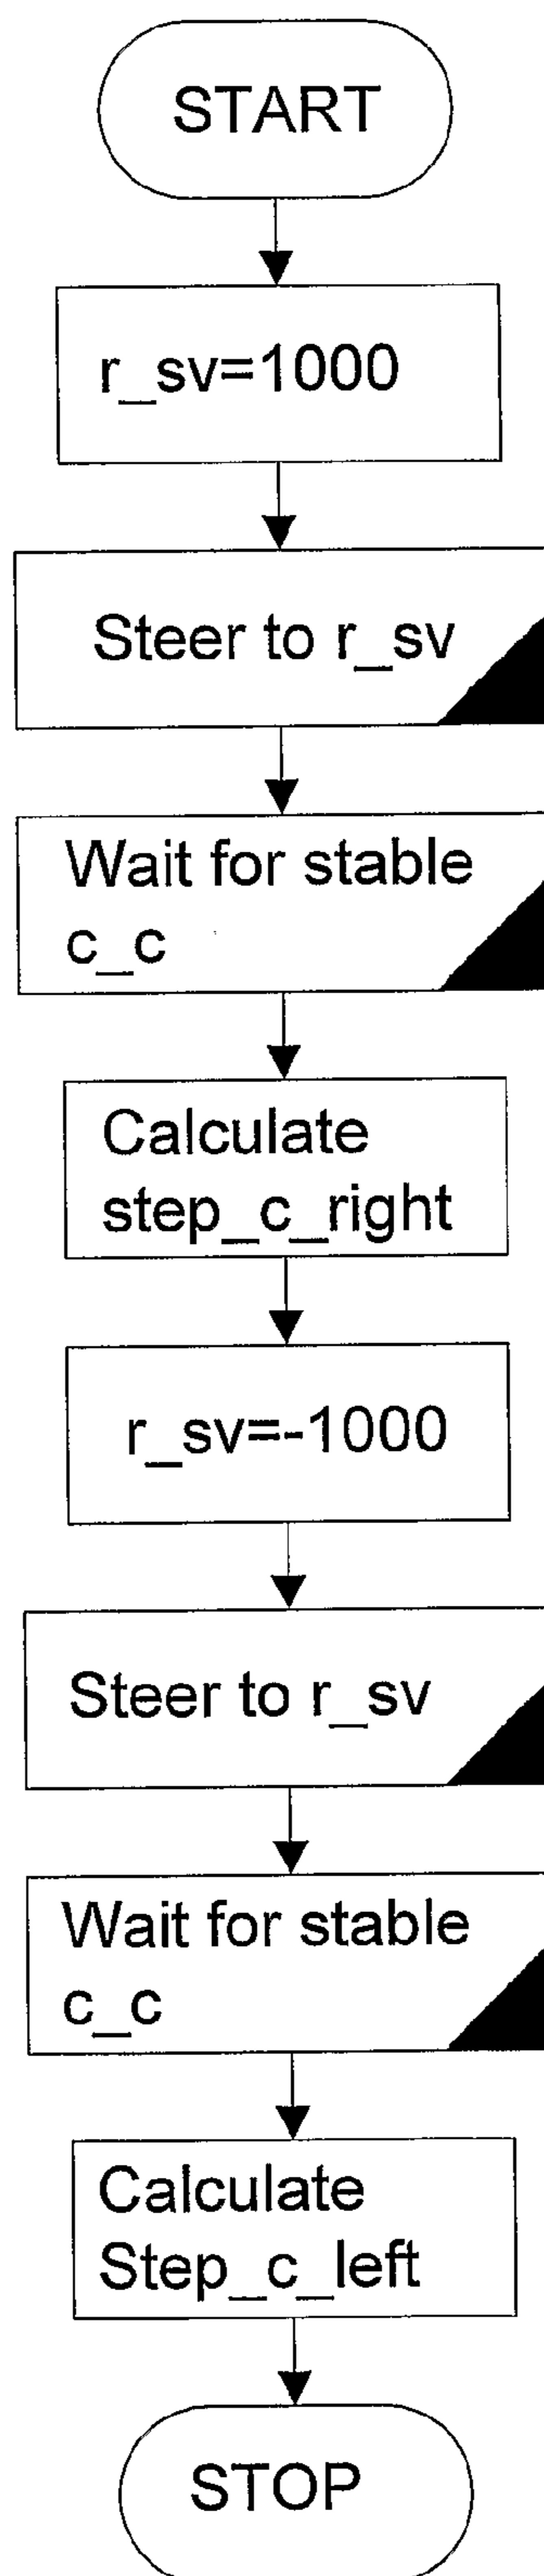 START
r_sv=1000
Steer to r_sv
Wait for stable
c_c
Calculate
step_c_right
r_sv=-1000
Steer to r_sv
Wait for stable
c_c
Calculate
Step_c_left
STOP